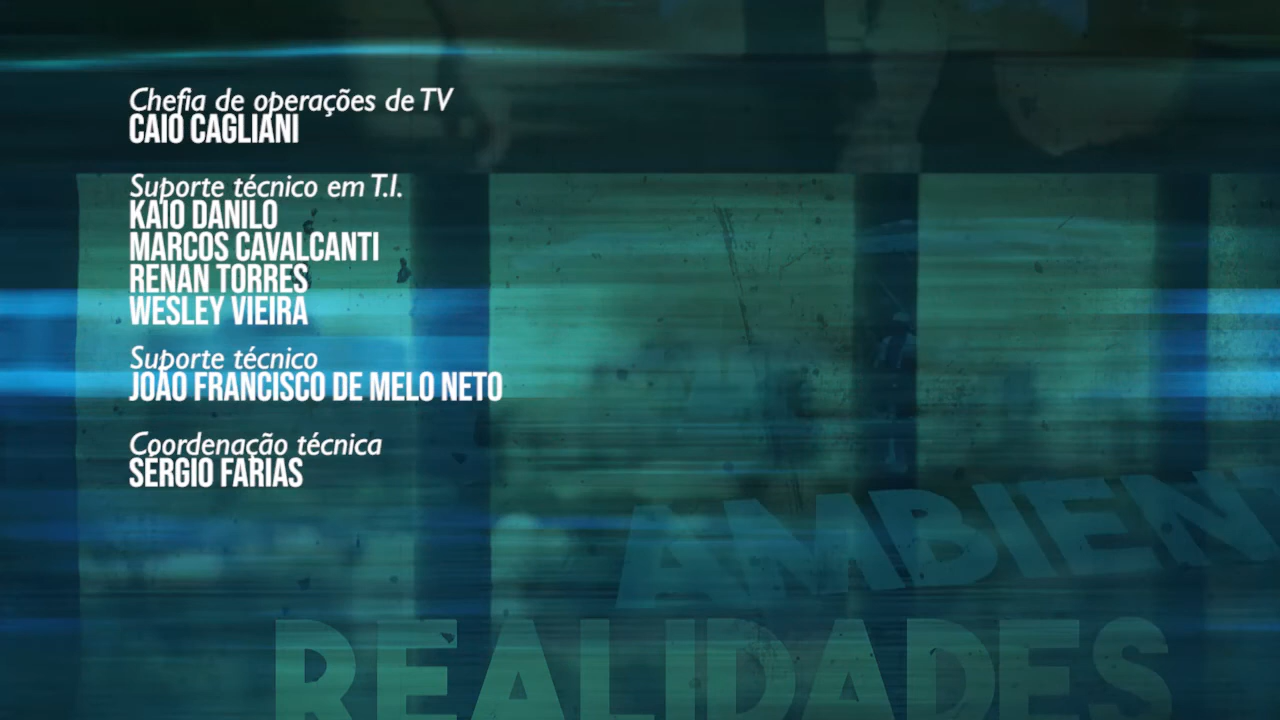 Chefia de operações de TV
CAIO CAGLIANI
Suporte técnico em T.I.
KAIO DANILO
MARCOS CAVALCANTI
RENAN TORRES
WESLEY VIEIRA
Suporte técnico
JOÃO FRANCISCO DE MELO NETO
Coordenação técnica
SÉRGIO FARIAS
AMBIENT
REALIDADES